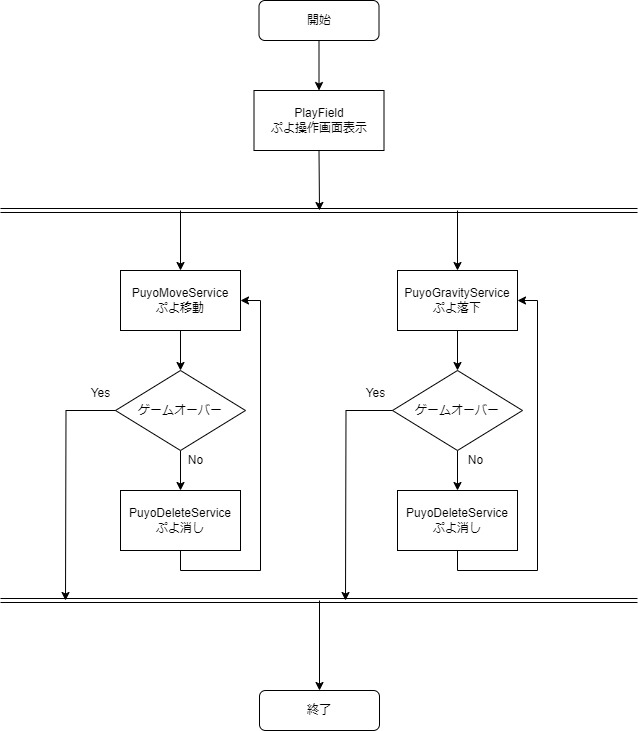 開始
PlayField
ぷよ操作画面表示
PuyoMoveService
ぷよ移動
PuyoGravityService
ぷよ落下
Yes
ゲームオーバー
No
Yes
ゲームオーバー
No
PuyoDeleteService
ぷよ消し
PuyoDeleteService
ぷよ消し
終了